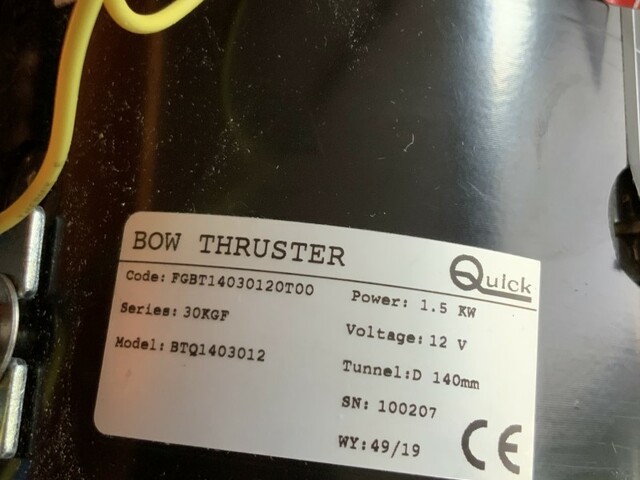 BOW THRUSTER
Quick
Code: FGBT14030120T00
Series: 30KGF
Model: BTQ1403012
Power: 1.5 KW
Voltage: 12 V
Tunnel:D 140mm
SN: 100207
WY: 49/19
CE